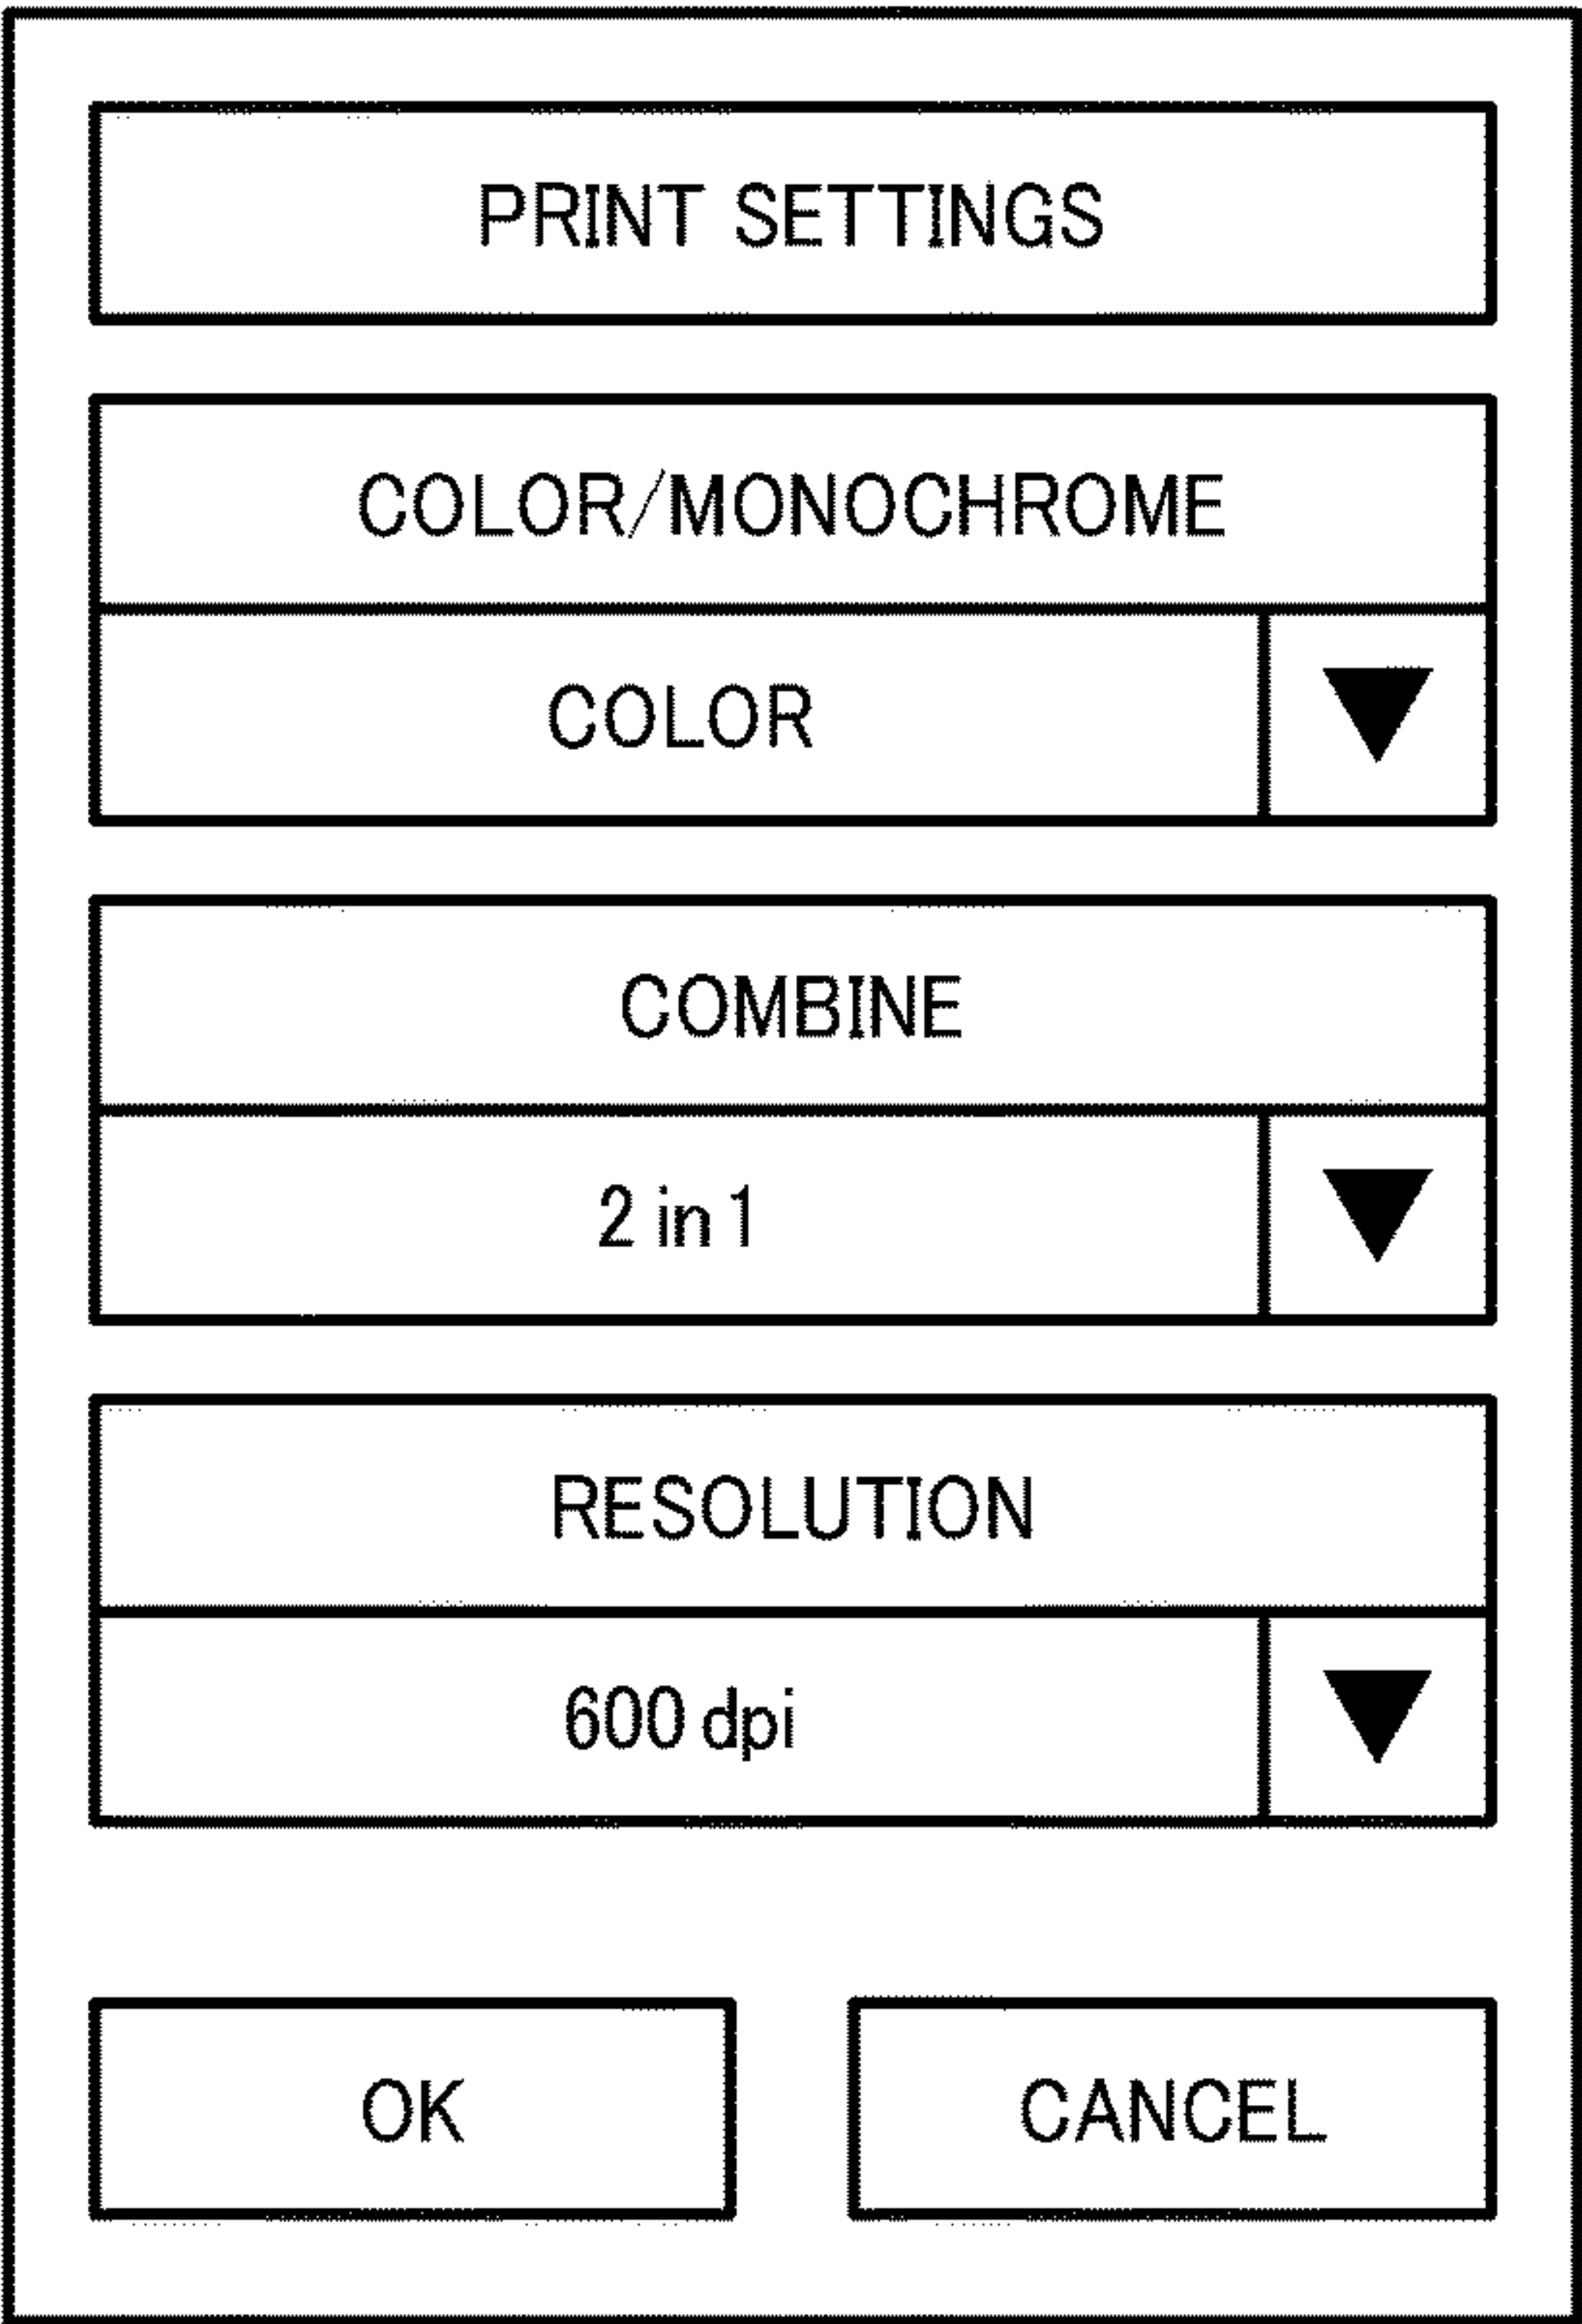 PRINT SETTINGS
COLOR/MONOCHROME
COLOR
COMBINE
2 in 1
RESOLUTION
600 dpi
OK
CANCEL